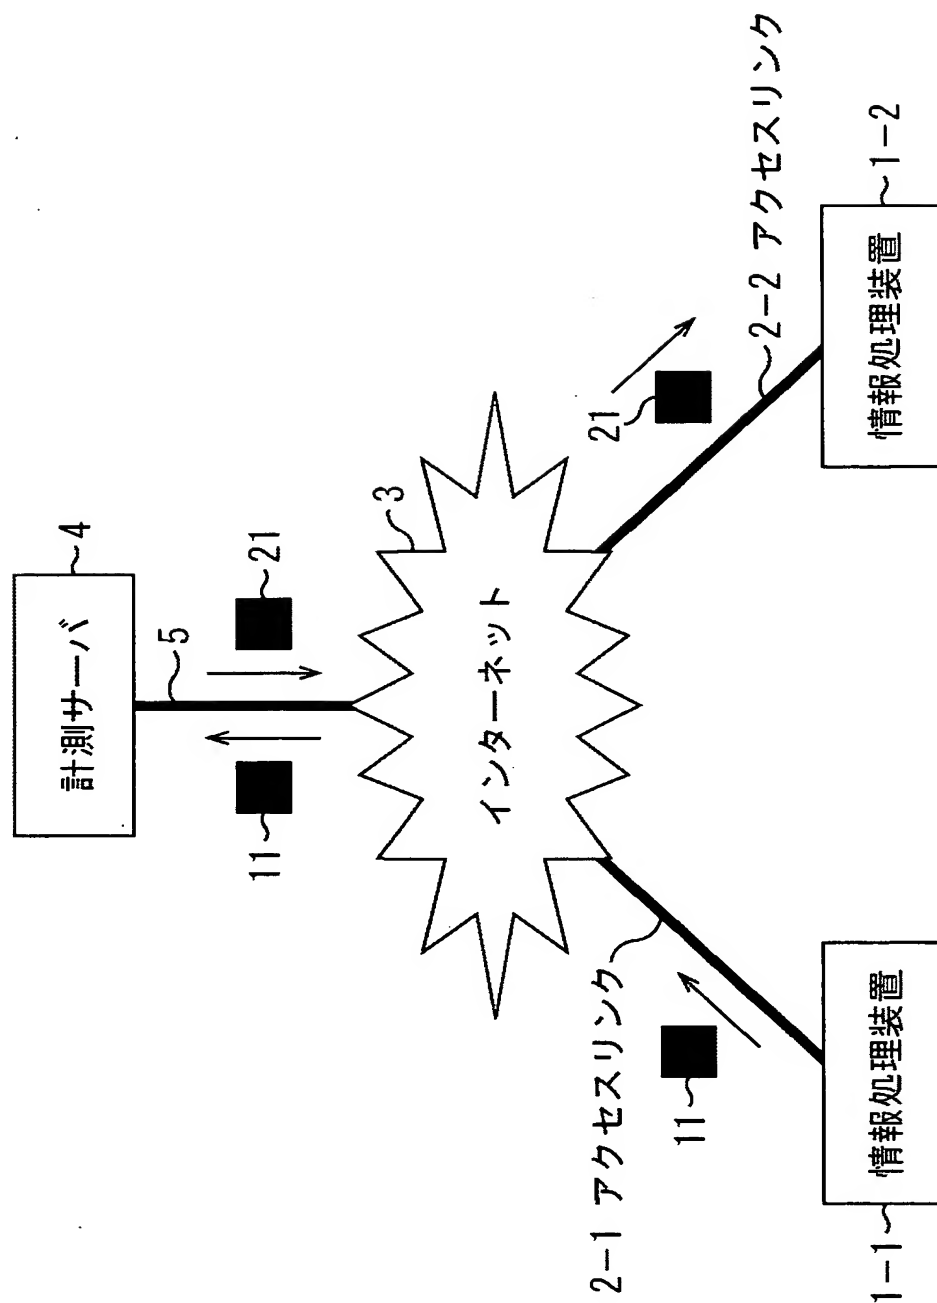 計測サーバ
4
5
11
21
3
インターネット
2-1 アクセスリンク
11
21
2-2 アクセスリンク
1-1
情報処理装置
情報処理装置
1-2